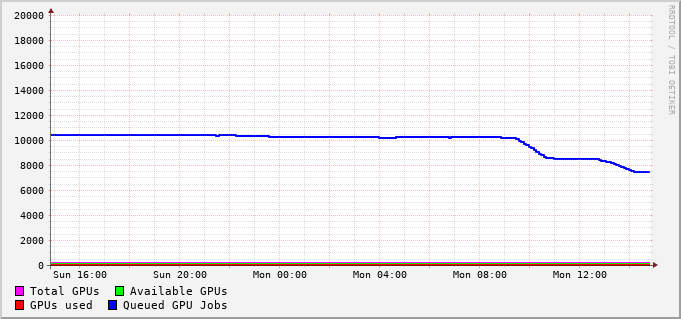 20000
18000
16000
14000
12000
10000
8000
6000
4000
2000
0
Sun 16:00 Sun 20:00 Mon 00:00 Mon 04:00 Mon 08:00 Mon 12:00
Total GPUs Available GPUs
GPUs used Queued GPU Jobs
RRDTOOL / TOBI OETIKER